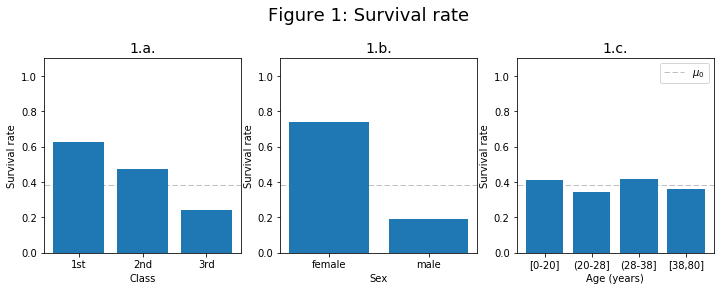 Figure 1: Survival rate
1.a.
1.0
0.8
0.6
0.4
0.2
0.0
Survival rate
1st 2nd 3rd
Class
1.b.
1.0
0.8
0.6
0.4
0.2
0.0
Survival rate
female male
Sex
1.c.
μ₀
1.0
0.8
0.6
0.4
0.2
0.0
Survival rate
[0-20] (20-28] (28-38] [38,80]
Age (years)